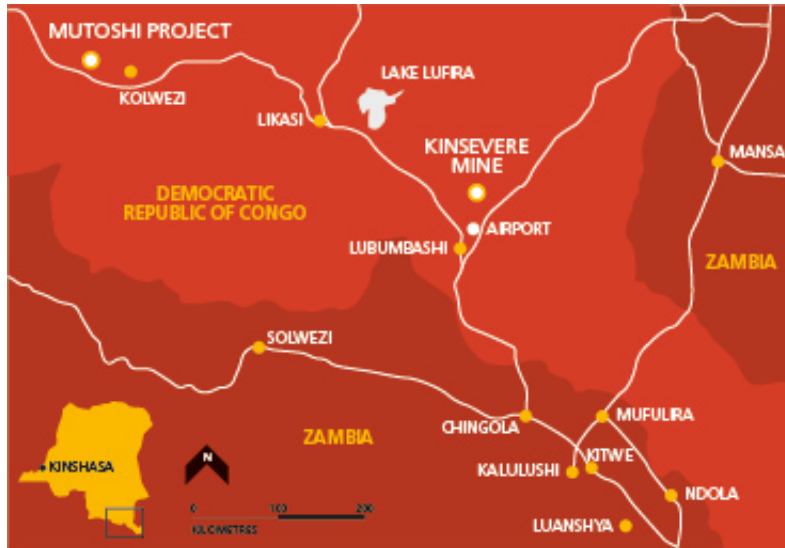 MUTOSHI PROJECT
KOLWEZI
LAKE LUFIRA
LIKASI
KINSEVERE
MINE
MANSA
DEMOCRATIC
REPUBLIC OF CONGO
AIRPORT
LUBUMBASHI
ZAMBIA
SOLWEZI
CHINGOLA
MUFULIRA
ZAMBIA
KITWE
KALULUSHI
KINSHASA
N
NDOLA
0 100 200
LUANSHYA
KILOMETRES